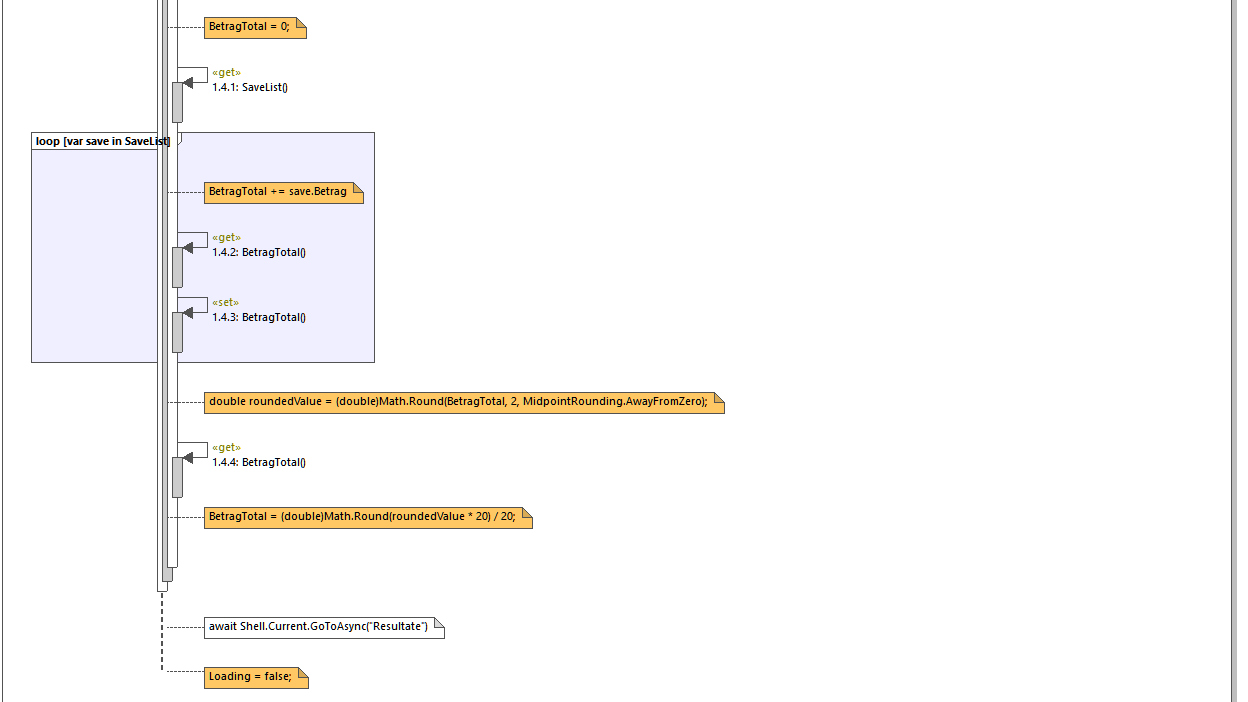 BetragTotal = 0;
«get»
1.4.1: SaveList()
loop [var save in SaveList]
BetragTotal += save.Betrag
«get»
1.4.2: BetragTotal()
«set»
1.4.3: BetragTotal()
double roundedValue = (double)Math.Round(BetragTotal, 2, MidpointRounding.AwayFromZero);
«get»
1.4.4: BetragTotal()
BetragTotal = (double)Math.Round(roundedValue * 20) / 20;
await Shell.Current.GoToAsync("Resultate")
Loading = false;